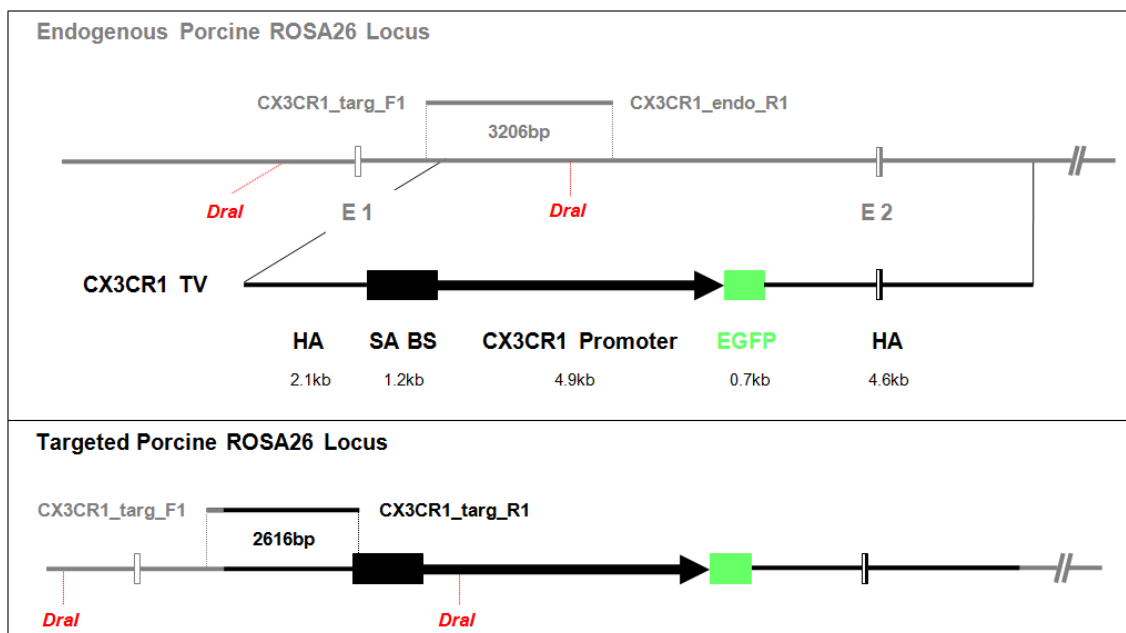 Endogenous Porcine ROSA26 Locus
CX3CR1_targ_F1 CX3CR1_endo_R1
3206bp
DraI DraI
E 1 E 2
CX3CR1 TV
HA SA BS CX3CR1 Promoter EGFP HA
2.1kb 1.2kb 4.9kb 0.7kb 4.6kb
Targeted Porcine ROSA26 Locus
CX3CR1_targ_F1 CX3CR1_targ_R1
2616bp
DraI DraI